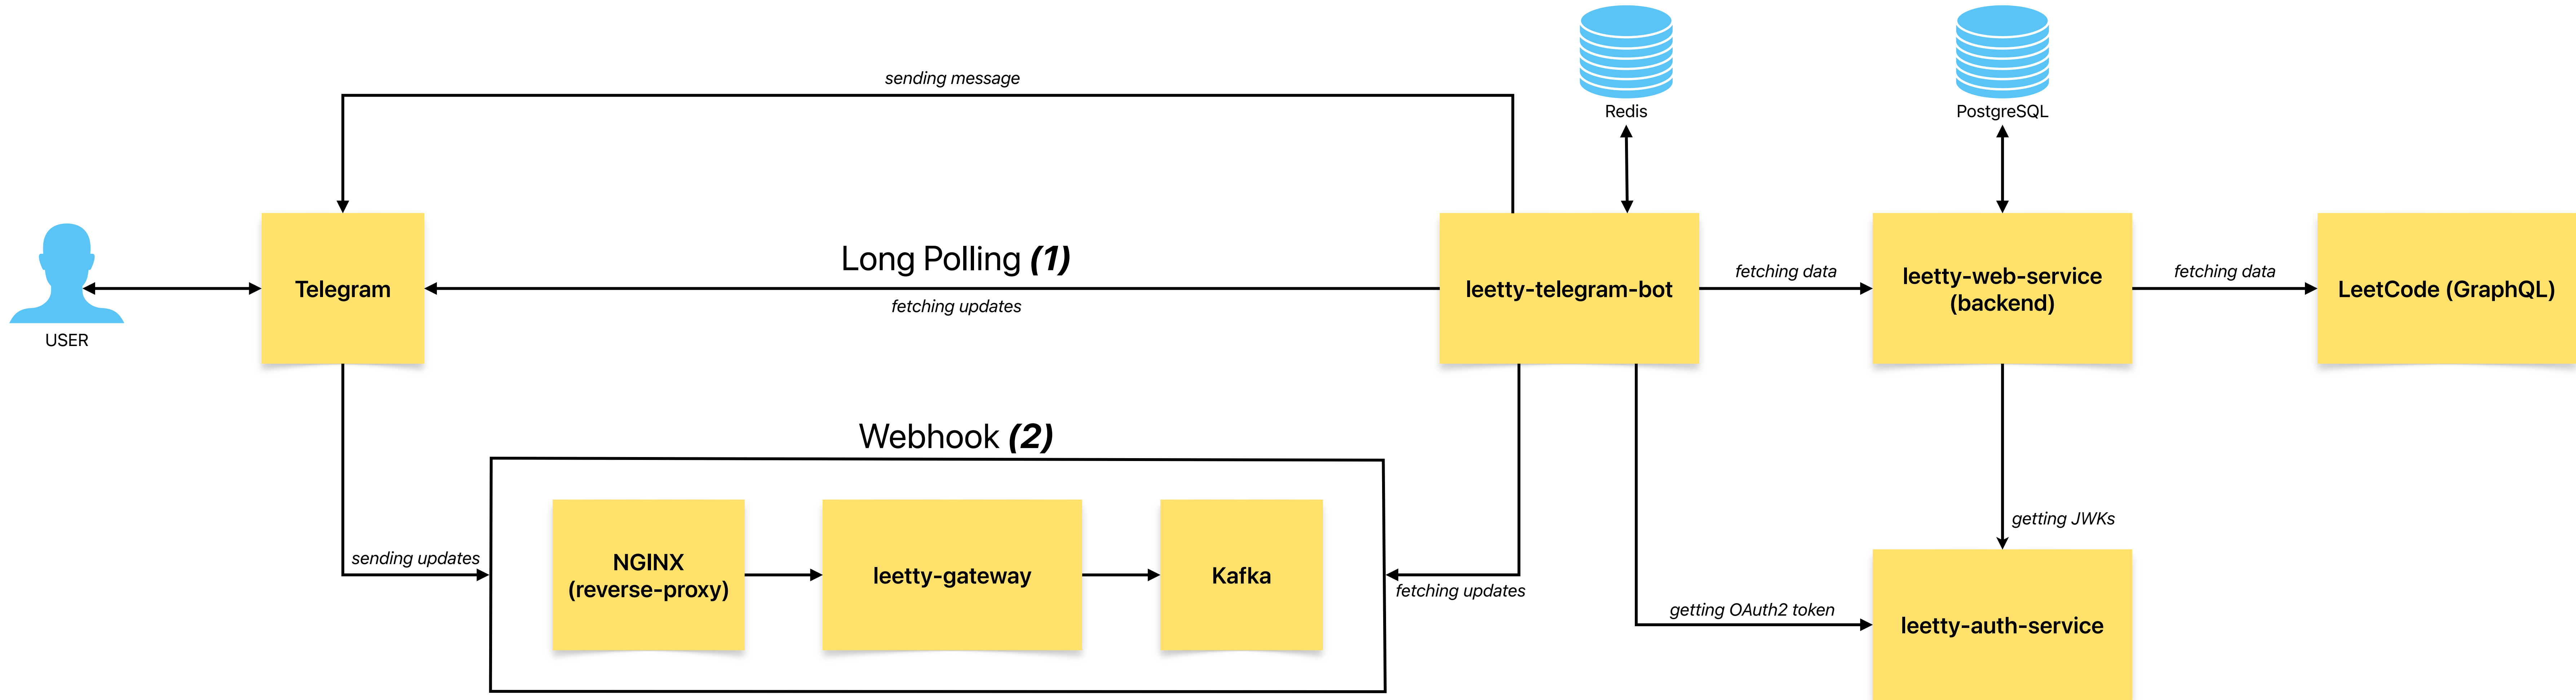 Redis
PostgreSQL
sending message
USER
Telegram
Long Polling (1)
fetching updates
leetty-telegram-bot
fetching data
leetty-web-service
(backend)
fetching data
LeetCode (GraphQL)
Webhook (2)
sending updates
NGINX
(reverse-proxy)
leetty-gateway
Kafka
fetching updates
getting JWKs
getting OAuth2 token
leetty-auth-service